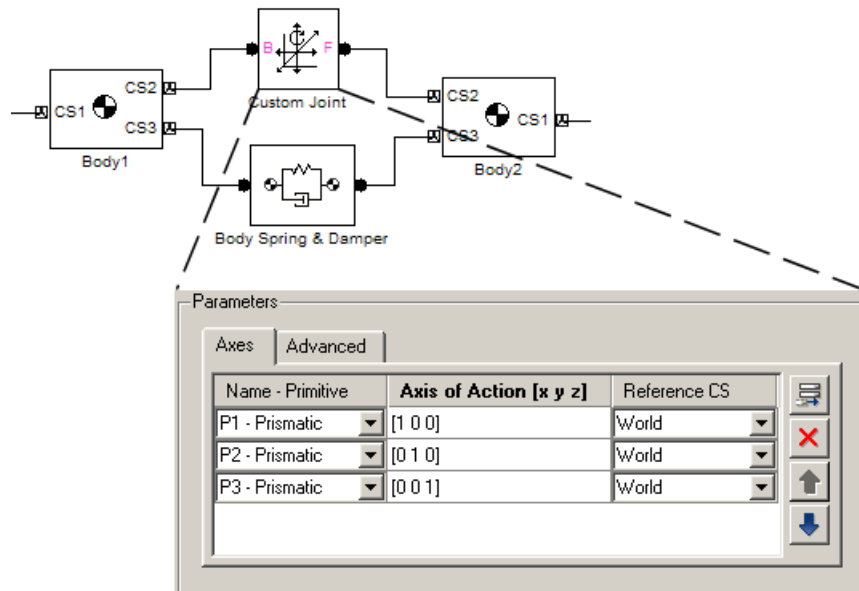 B F
CS2
CS1
CS3
Body1
Custom Joint
CS2
CS1
CS3
Body2
Body Spring & Damper
Parameters
Axes Advanced
Name - Primitive Axis of Action [x y z] Reference CS
P1 - Prismatic [1 0 0] World
P2 - Prismatic [0 1 0] World
P3 - Prismatic [0 0 1] World